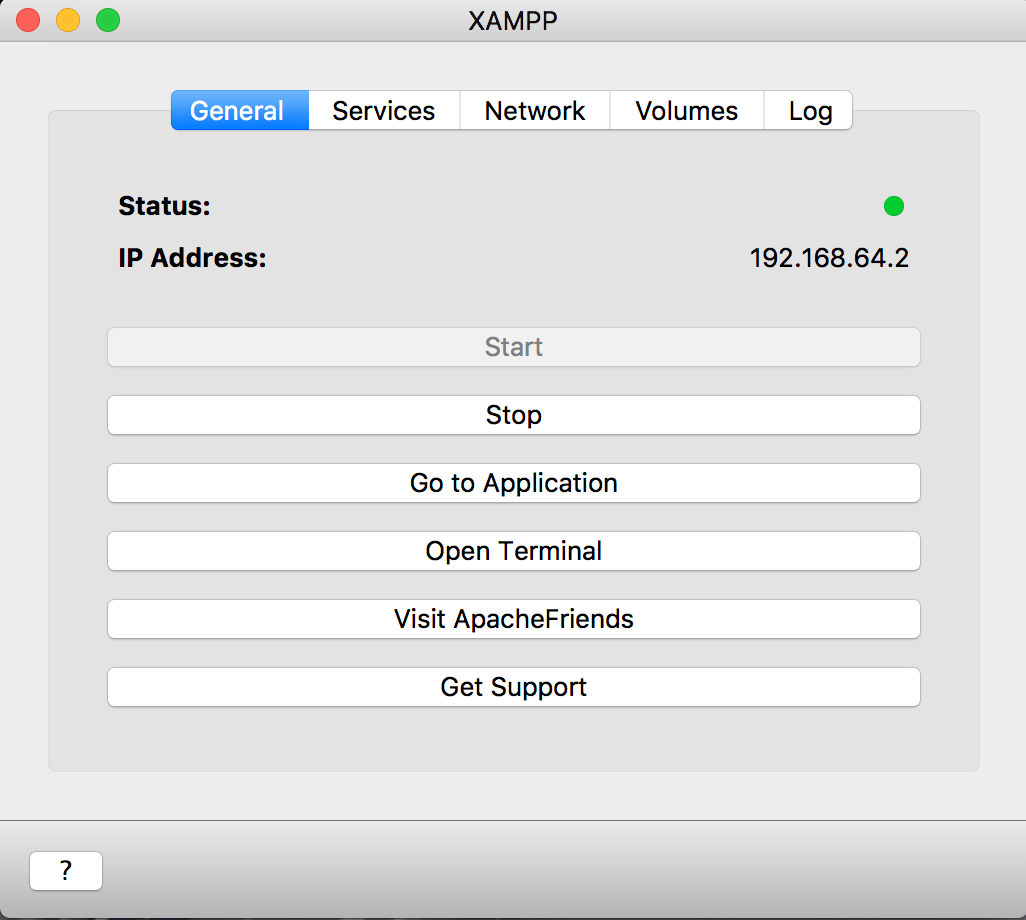 XAMPP
General Services Network Volumes Log
Status:
IP Address: 192.168.64.2
Start
Stop
Go to Application
Open Terminal
Visit ApacheFriends
Get Support
?